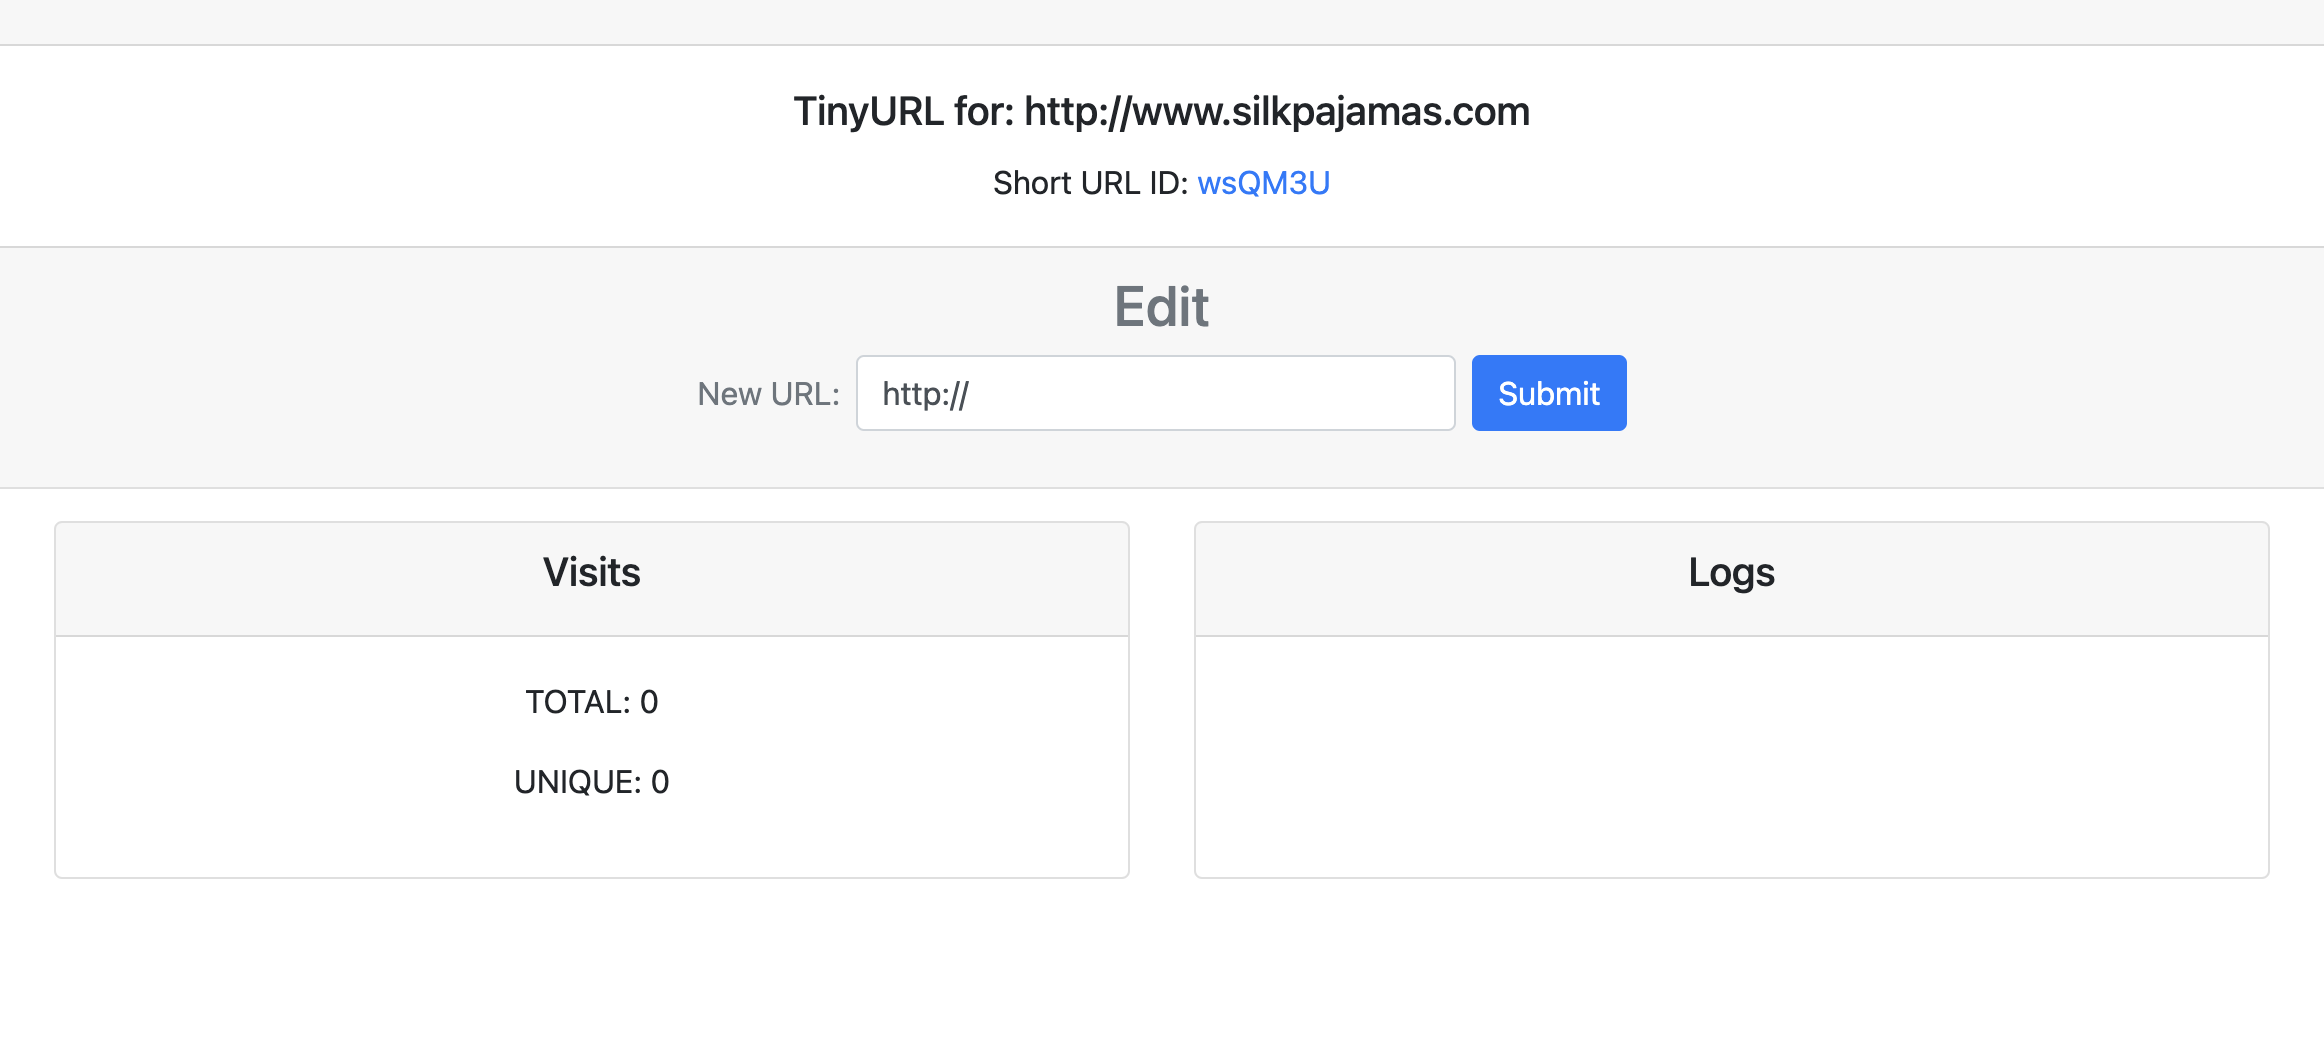 TinyURL for: http://www.silkpajamas.com
Short URL ID: wsQM3U
Edit
New URL: http:// Submit
Visits
TOTAL: 0
UNIQUE: 0
Logs